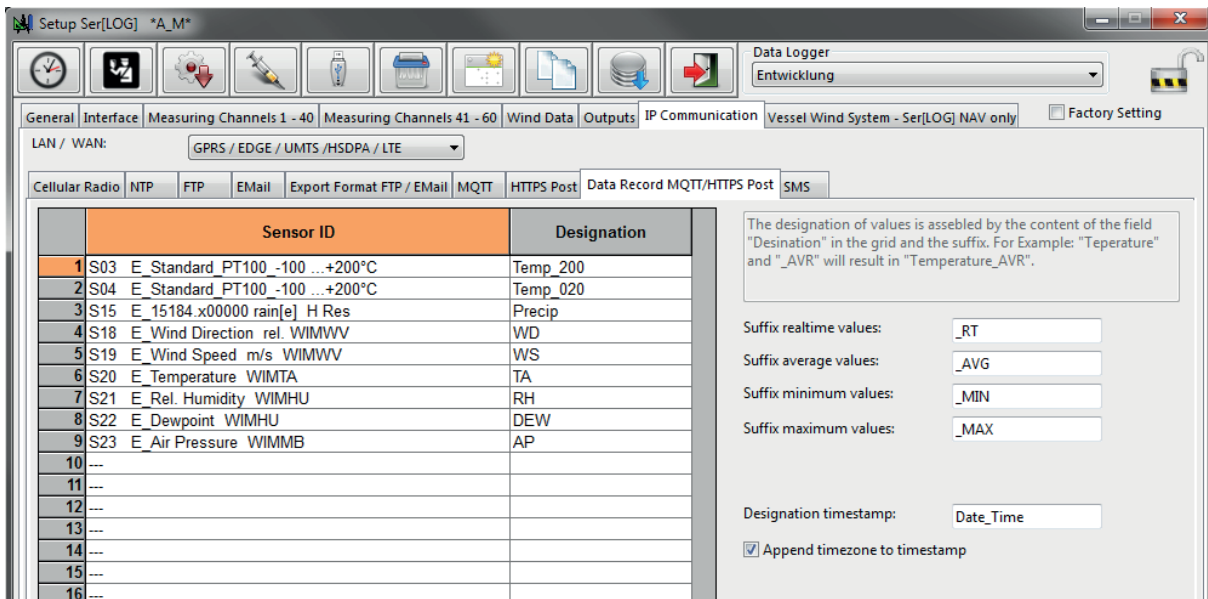 Setup Ser[LOG] *A_M*
Data Logger
Entwicklung
General Interface Measuring Channels 1 - 40 Measuring Channels 41 - 60 Wind Data Outputs IP Communication Vessel Wind System - Ser[LOG] NAV only Factory Setting
LAN / WAN: GPRS / EDGE / UMTS /HSDPA / LTE
Cellular Radio NTP FTP EMail Export Format FTP / EMail MQTT HTTPS Post Data Record MQTT/HTTPS Post SMS
Sensor ID Designation
1 S03 E_Standard_PT100_-100 ...+200°C Temp_200
2 S04 E_Standard_PT100_-100 ...+200°C Temp_020
3 S15 E_15184.x00000 rain[e] H Res Precip
4 S18 E_Wind Direction rel. WIMWV WD
5 S19 E_Wind Speed m/s WIMWV WS
6 S20 E_Temperature WIMTA TA
7 S21 E_Rel. Humidity WIMHU RH
8 S22 E_Dewpoint WIMHU DEW
9 S23 E_Air Pressure WIMMB AP
10 ---
11 ---
12 ---
13 ---
14 ---
15 ---
16 ---
The designation of values is assebled by the content of the field
"Desination" in the grid and the suffix. For Example: "Teperature"
and "_AVR" will result in "Temperature_AVR".
Suffix realtime values: _RT
Suffix average values: _AVG
Suffix minimum values: _MIN
Suffix maximum values: _MAX
Designation timestamp: Date_Time
Append timezone to timestamp